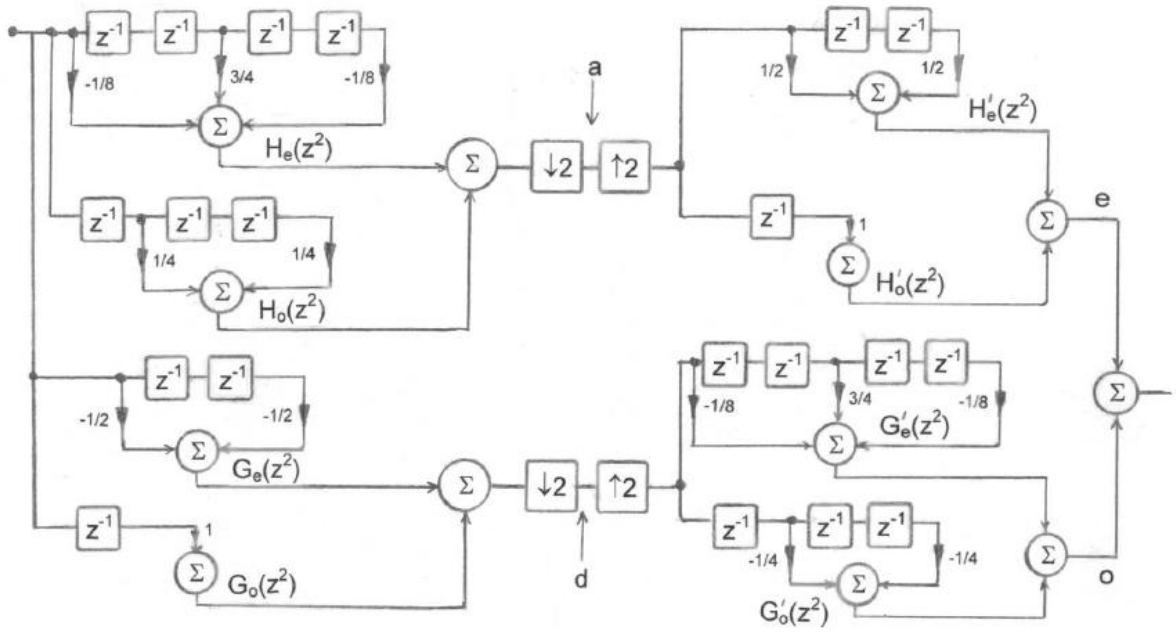 z⁻¹ z⁻¹ z⁻¹ z⁻¹
-1/8 3/4 -1/8
Σ
Hₑ(z²)
z⁻¹ z⁻¹ z⁻¹
1/4 1/4
Σ
Hₒ(z²)
Σ
a
↓2 ↑2
z⁻¹ z⁻¹
1/2 1/2
Σ
H′ₑ(z²)
z⁻¹
1
Σ
H′ₒ(z²)
Σ
e
z⁻¹ z⁻¹
-1/2 -1/2
Σ
Gₑ(z²)
z⁻¹
1
Σ
Gₒ(z²)
Σ
↓2 ↑2
d
z⁻¹ z⁻¹ z⁻¹ z⁻¹
-1/8 3/4 -1/8
Σ
G′ₑ(z²)
z⁻¹ z⁻¹ z⁻¹
-1/4 -1/4
Σ
G′ₒ(z²)
Σ
o
Σ